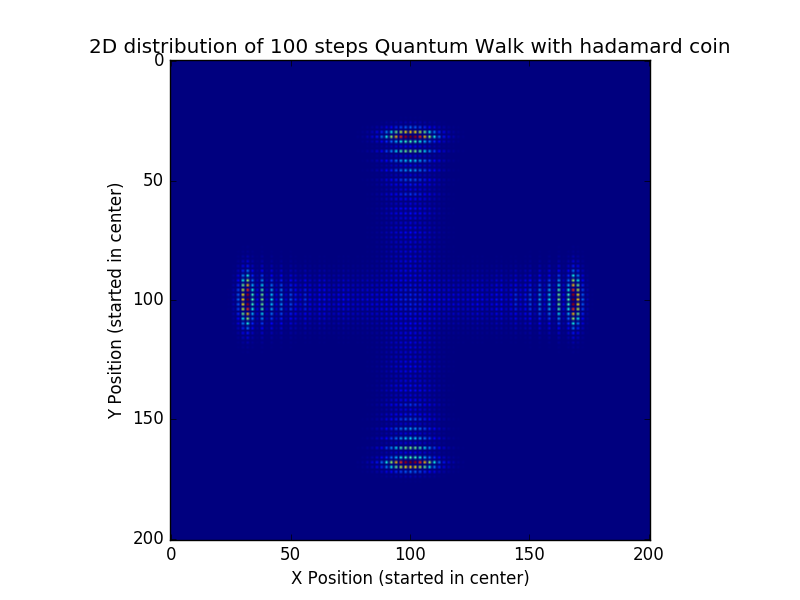 2D distribution of 100 steps Quantum Walk with hadamard coin
0
50
100
150
200
Y Position (started in center)
0 50 100 150 200
X Position (started in center)